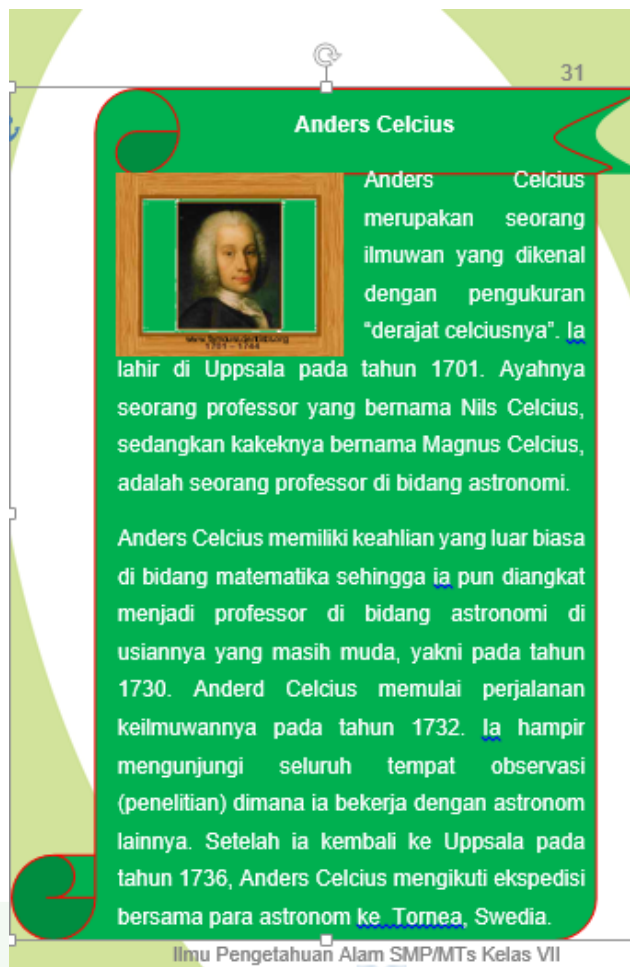 31
Anders Celcius
Anders Celcius
merupakan seorang
ilmuwan yang dikenal
dengan pengukuran
“derajat celciusnya”. Ia
1701 – 1744
lahir di Uppsala pada tahun 1701. Ayahnya
seorang professor yang bernama Nils Celcius,
sedangkan kakeknya bernama Magnus Celcius,
adalah seorang professor di bidang astronomi.
Anders Celcius memiliki keahlian yang luar biasa
di bidang matematika sehingga ia pun diangkat
menjadi professor di bidang astronomi di
usiannya yang masih muda, yakni pada tahun
1730. Anderd Celcius memulai perjalanan
keilmuwannya pada tahun 1732. Ia hampir
mengunjungi seluruh tempat observasi
(penelitian) dimana ia bekerja dengan astronom
lainnya. Setelah ia kembali ke Uppsala pada
tahun 1736, Anders Celcius mengikuti ekspedisi
bersama para astronom ke Tornea, Swedia.
Ilmu Pengetahuan Alam SMP/MTs Kelas VII